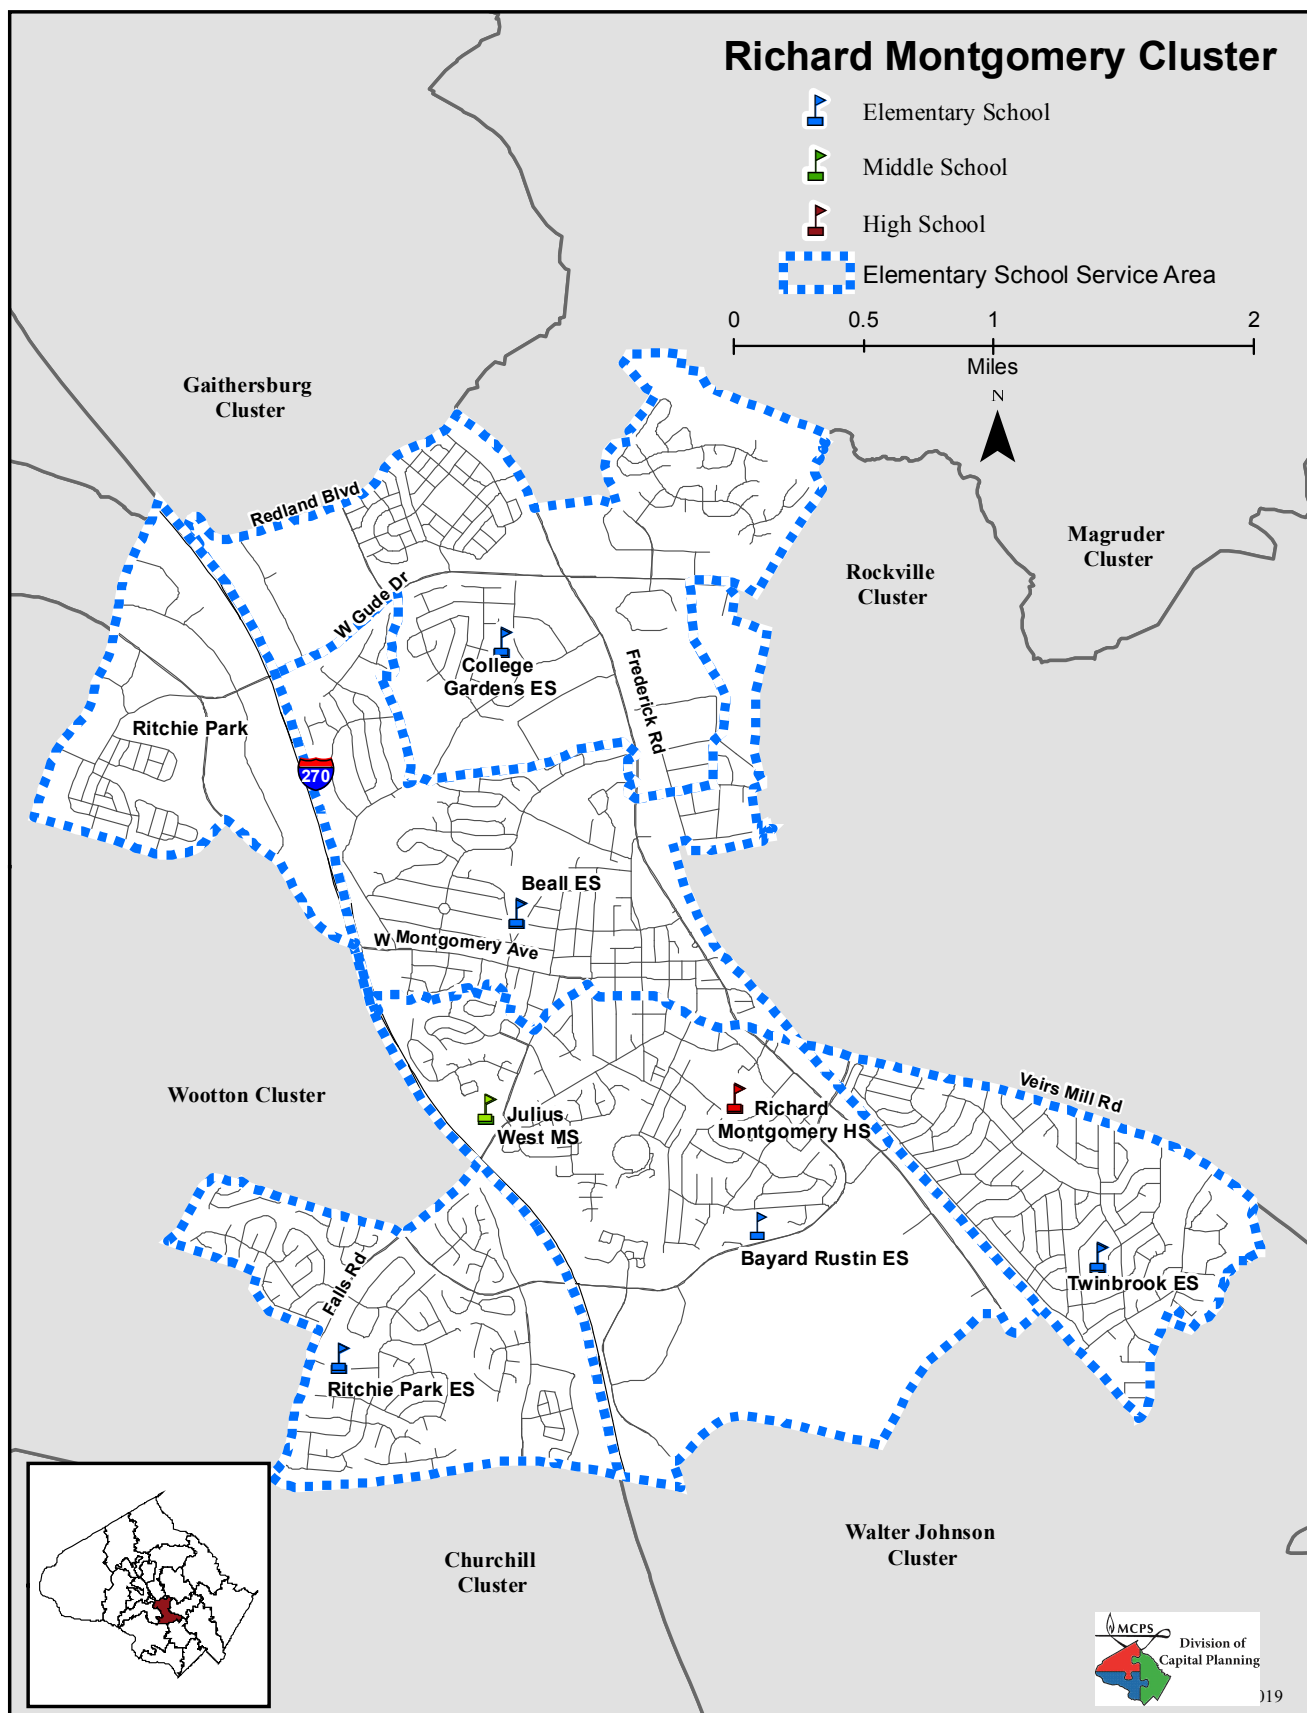 Richard Montgomery Cluster
Elementary School
Middle School
High School
Elementary School Service Area
0 0.5 1 2
Miles
N
Gaithersburg
Cluster
Redland Blvd
Magruder
Cluster
Rockville
Cluster
W Gude Dr
College
Gardens ES
Frederick Rd
Ritchie Park
270
Beall ES
W Montgomery Ave
Wootton Cluster
Veirs Mill Rd
Julius
West MS
Richard
Montgomery HS
Bayard Rustin ES
Twinbrook ES
Falls Rd
Ritchie Park ES
Walter Johnson
Cluster
Churchill
Cluster
MCPS
Division of
Capital Planning
019